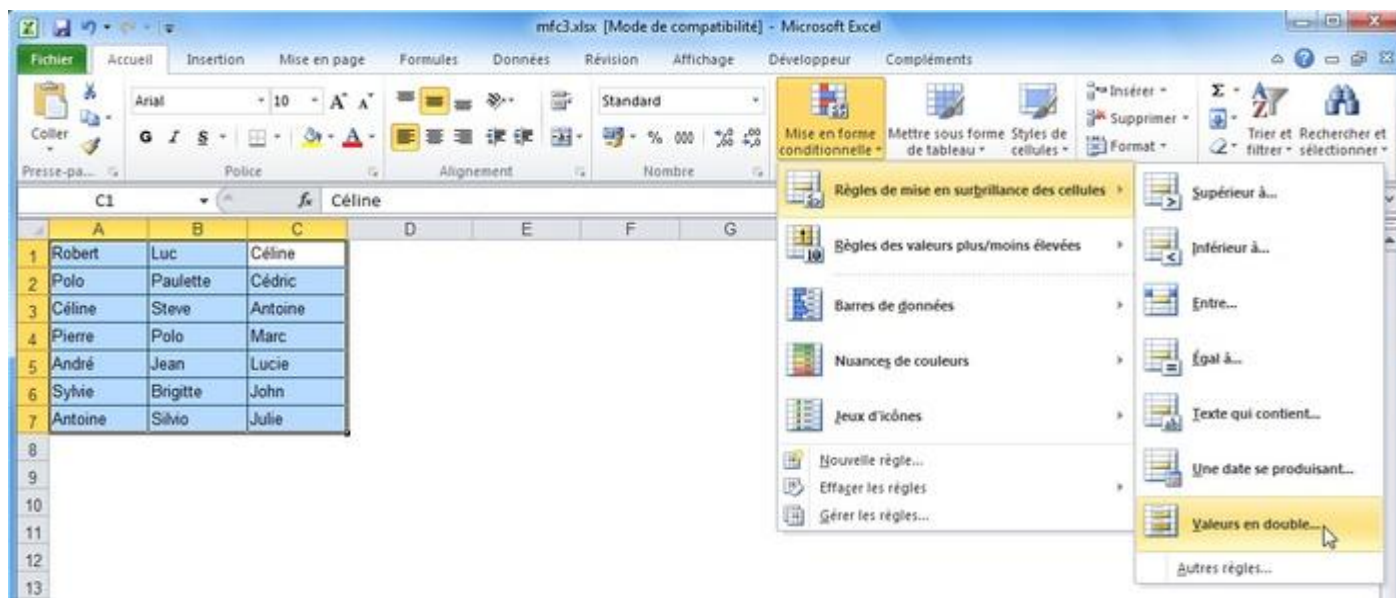 mfc3.xlsx [Mode de compatibilité] - Microsoft Excel
Fichier Accueil Insertion Mise en page Formules Données Révision Affichage Développeur Compléments
Coller
Presse-pa...
Arial 10
G I S
Police
Alignement
Standard
% 000
Nombre
Mise en forme conditionnelle
Mettre sous forme de tableau
Styles de cellules
Insérer
Supprimer
Format
Σ
Trier et filtrer
Rechercher et sélectionner
C1 fx Céline
A B C D E F G
1 Robert Luc Céline
2 Polo Paulette Cédric
3 Céline Steve Antoine
4 Pierre Polo Marc
5 André Jean Lucie
6 Sylvie Brigitte John
7 Antoine Silvio Julie
8
9
10
11
12
13
Règles de mise en surbrillance des cellules
Règles des valeurs plus/moins élevées
Barres de données
Nuances de couleurs
Jeux d'icônes
Nouvelle règle...
Effacer les règles
Gérer les règles...
Supérieur à...
Inférieur à...
Entre...
Égal à...
Texte qui contient...
Une date se produisant...
Valeurs en double...
Autres règles...